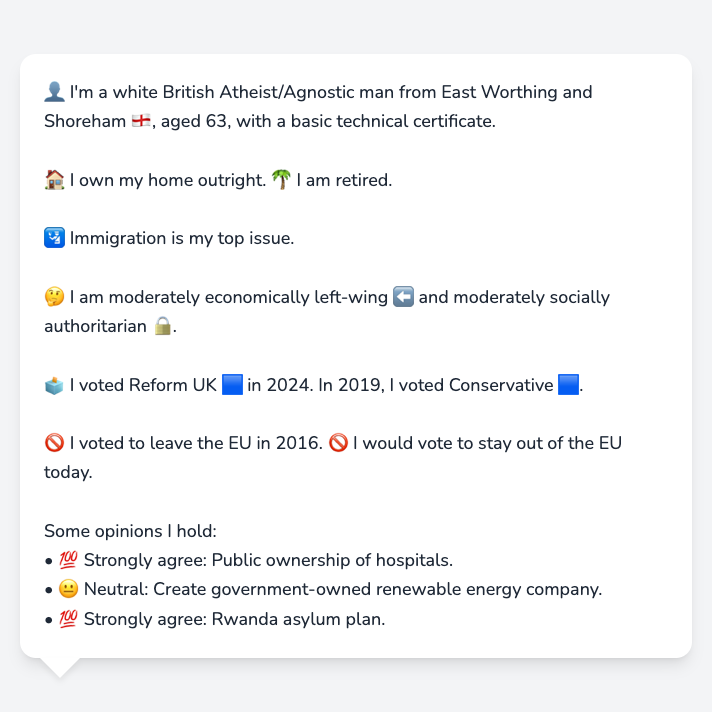 👤 I'm a white British Atheist/Agnostic man from East Worthing and
Shoreham 🏴󠁧󠁢󠁥󠁮󠁧󠁿, aged 63, with a basic technical certificate.
🏠 I own my home outright. 🌴 I am retired.
🛂 Immigration is my top issue.
🤔 I am moderately economically left-wing ⬅️ and moderately socially
authoritarian 🔒.
🗳️ I voted Reform UK 🟦 in 2024. In 2019, I voted Conservative 🟦.
🚫 I voted to leave the EU in 2016. 🚫 I would vote to stay out of the EU
today.
Some opinions I hold:
• 💯 Strongly agree: Public ownership of hospitals.
• 😐 Neutral: Create government-owned renewable energy company.
• 💯 Strongly agree: Rwanda asylum plan.